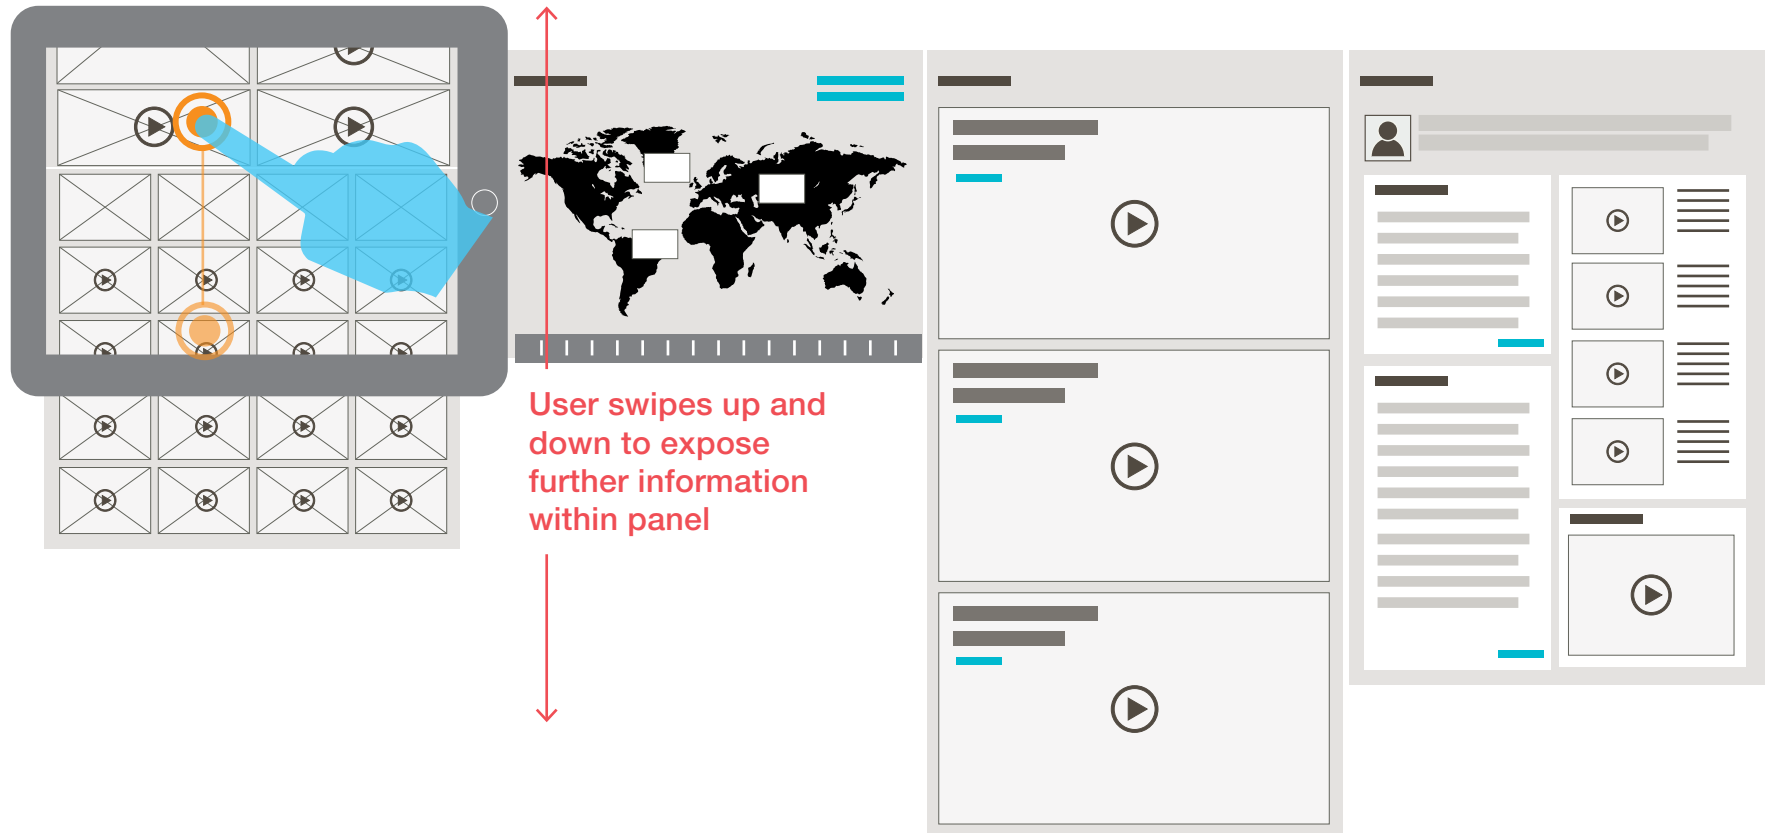 User swipes up and
down to expose
further information
within panel